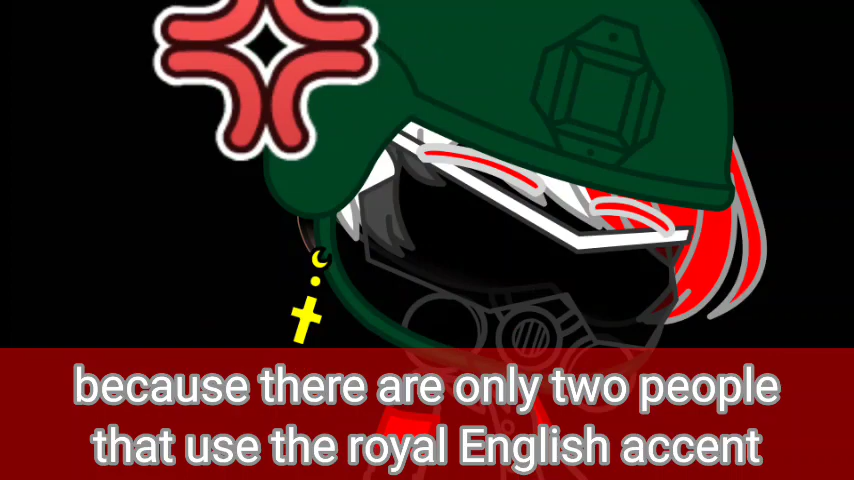 because there are only two people
that use the royal English accent